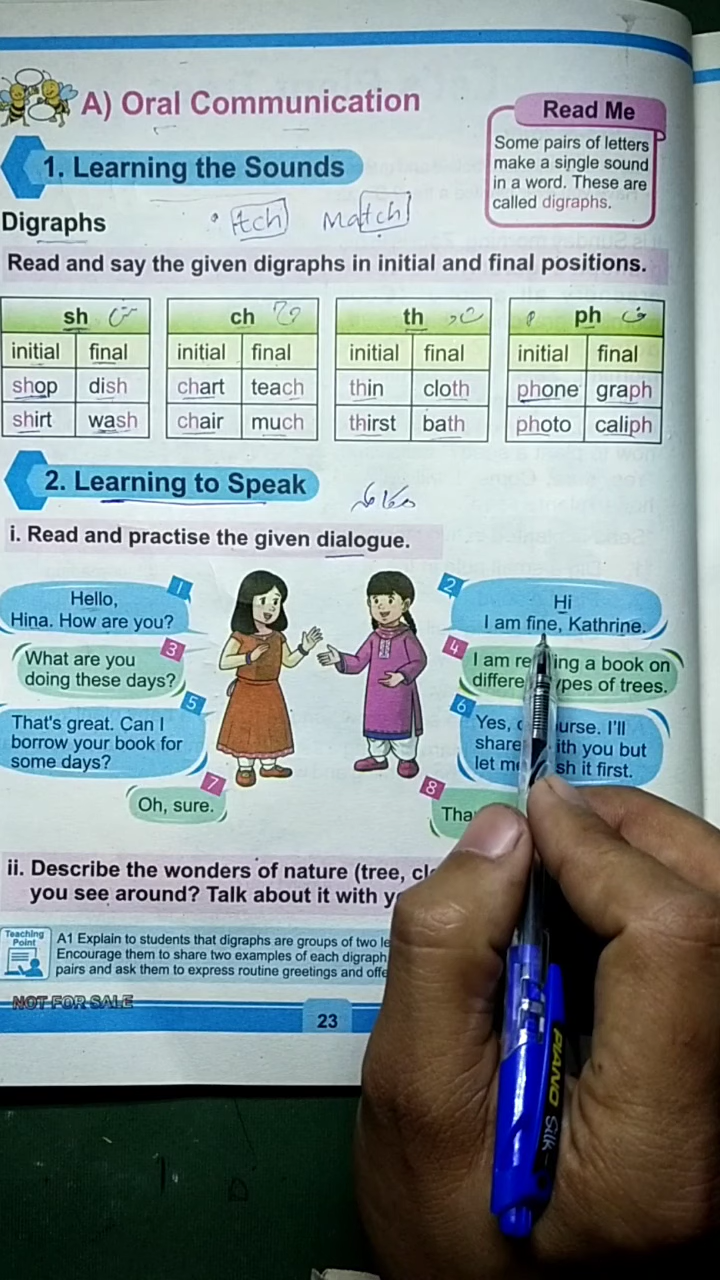 A) Oral Communication
Read Me
Some pairs of letters
make a single sound
in a word. These are
called digraphs.
1. Learning the Sounds
Digraphs
tch Match
Read and say the given digraphs in initial and final positions.
sh ش
initial final
shop dish
shirt wash
ch چ
initial final
chart teach
chair much
th
initial final
thin cloth
thirst bath
ph ف
initial final
phone graph
photo caliph
2. Learning to Speak
مکالمہ
i. Read and practise the given dialogue.
1
Hello,
Hina. How are you?
2
Hi
I am fine, Kathrine.
3
What are you
doing these days?
4
I am re ing a book on
differe ypes of trees.
5
That's great. Can I
borrow your book for
some days?
6
Yes, urse. I'll
share ith you but
let m sh it first.
7
Oh, sure.
8
Tha
ii. Describe the wonders of nature (tree, cl
you see around? Talk about it with y
Teaching
Point
A1 Explain to students that digraphs are groups of two le
Encourage them to share two examples of each digraph
pairs and ask them to express routine greetings and offe
NOT FOR SALE
23
PIANO Silk